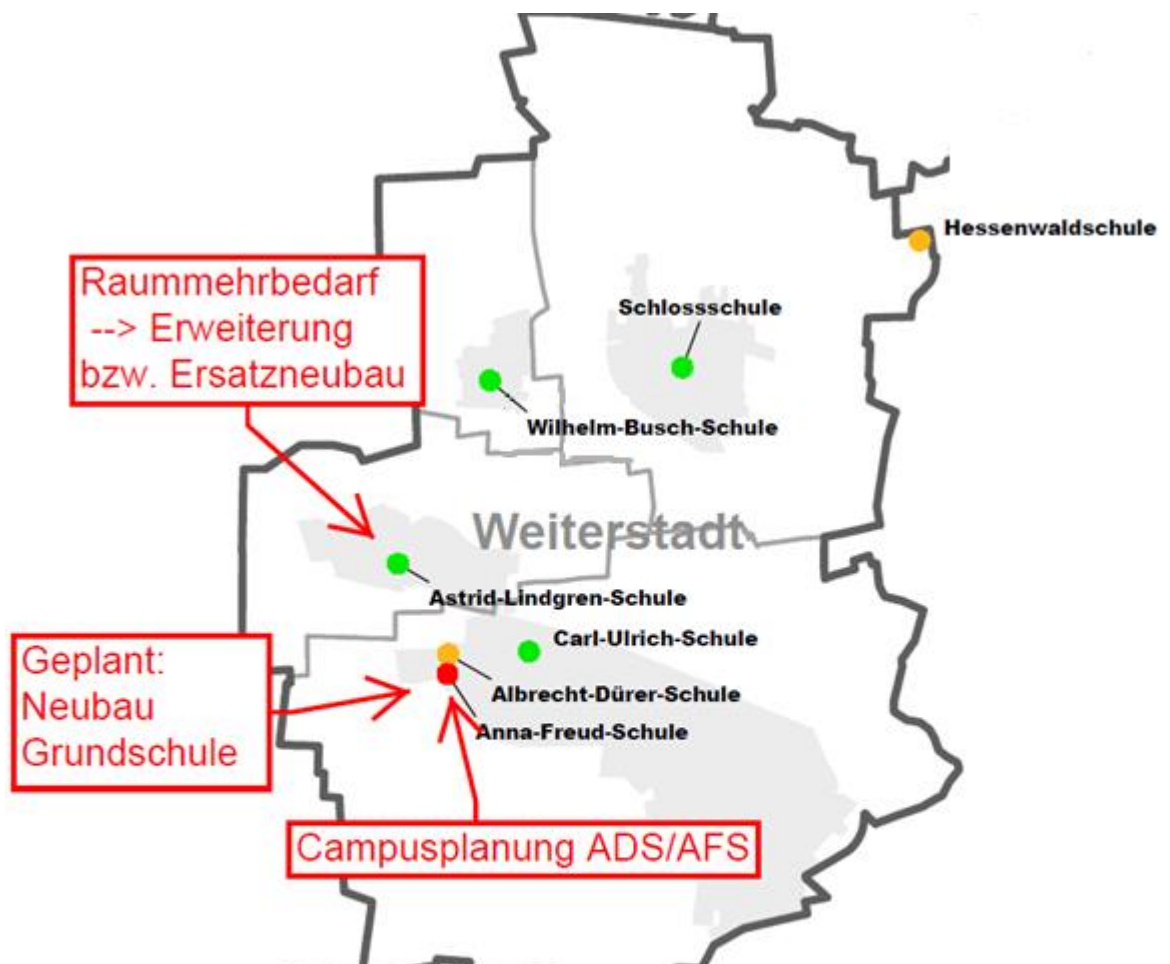 Hessenwaldschule
Raummehrbedarf
--> Erweiterung
bzw. Ersatzneubau
Schlossschule
Wilhelm-Busch-Schule
Weiterstadt
Astrid-Lindgren-Schule
Carl-Ulrich-Schule
Geplant:
Neubau
Grundschule
Albrecht-Dürer-Schule
Anna-Freud-Schule
Campusplanung ADS/AFS